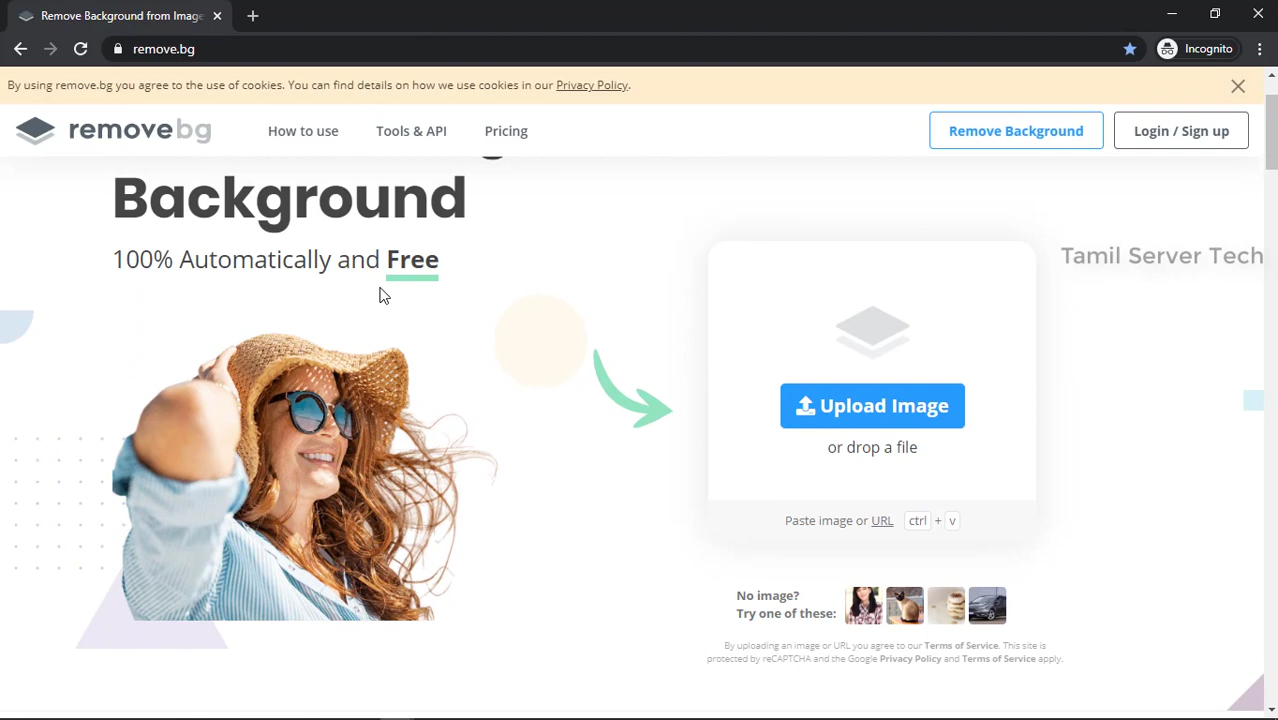 Remove Background from Image
remove.bg
Incognito
By using remove.bg you agree to the use of cookies. You can find details on how we use cookies in our Privacy Policy.
removebg
How to use
Tools & API
Pricing
Remove Background
Login / Sign up
Background
100% Automatically and Free
Tamil Server Tech
Upload Image
or drop a file
Paste image or URL ctrl + v
No image?
Try one of these:
By uploading an image or URL you agree to our Terms of Service. This site is
protected by reCAPTCHA and the Google Privacy Policy and Terms of Service apply.